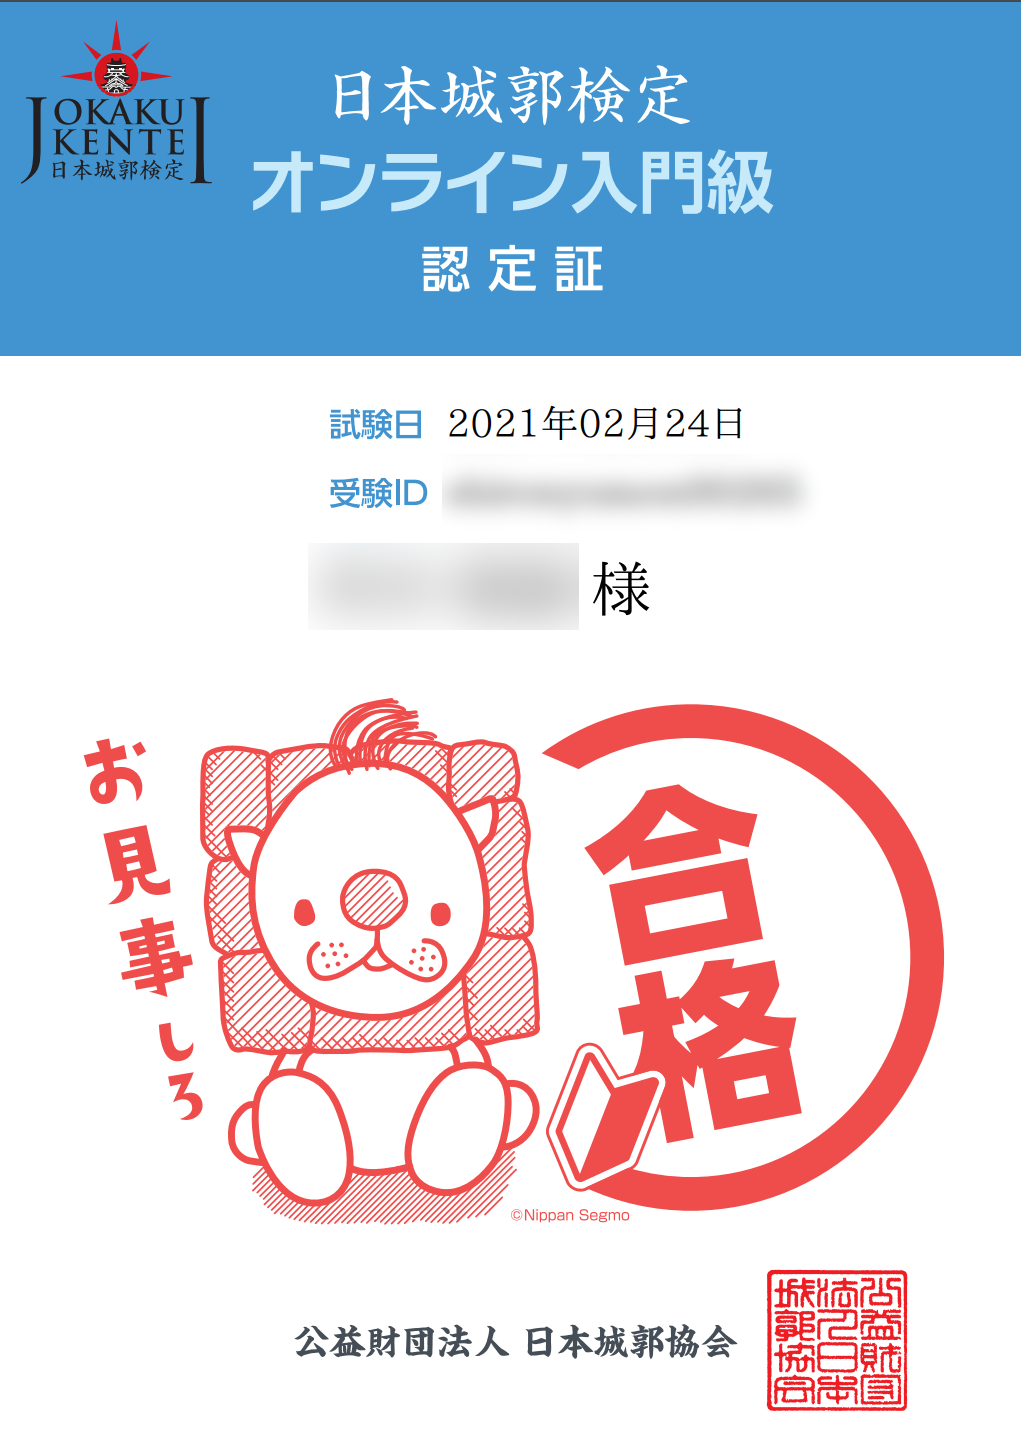 JOKAKU
KENTEI
日本城郭検定
日本城郭検定
オンライン入門級
認定証
試験日 2021年02月24日
受験ID
様
お見事しろ
合格
©Nippan Segmo
公益財団法人 日本城郭協会
公益財団
法人日本
城郭協会